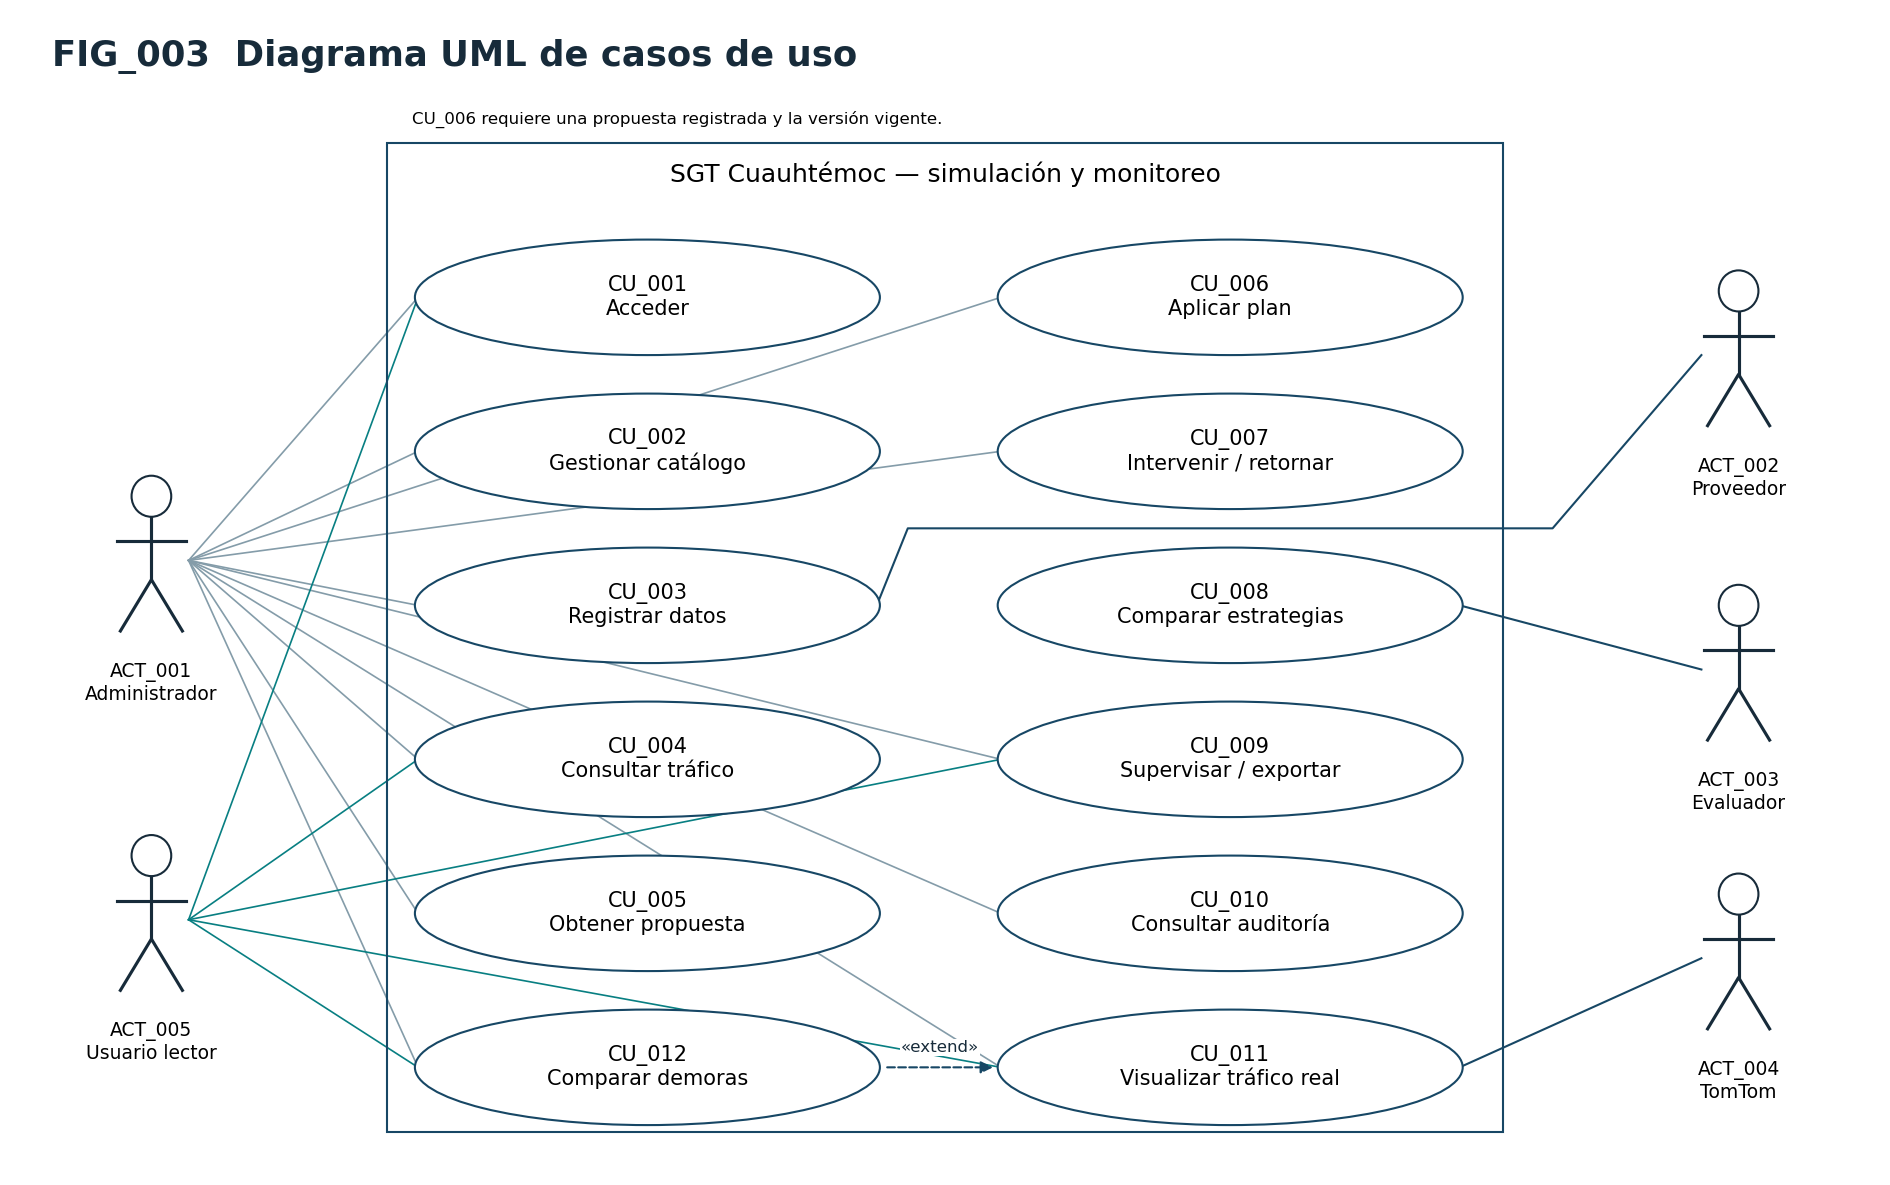 FIG_003  Diagrama UML de casos de uso
CU_006 requiere una propuesta registrada y la versión vigente.
SGT Cuauhtémoc — simulación y monitoreo
CU_001
Acceder
CU_006
Aplicar plan
CU_002
Gestionar catálogo
CU_007
Intervenir / retornar
CU_003
Registrar datos
CU_008
Comparar estrategias
CU_004
Consultar tráfico
CU_009
Supervisar / exportar
CU_005
Obtener propuesta
CU_010
Consultar auditoría
CU_012
Comparar demoras
«extend»
CU_011
Visualizar tráfico real
ACT_001
Administrador
ACT_005
Usuario lector
ACT_002
Proveedor
ACT_003
Evaluador
ACT_004
TomTom